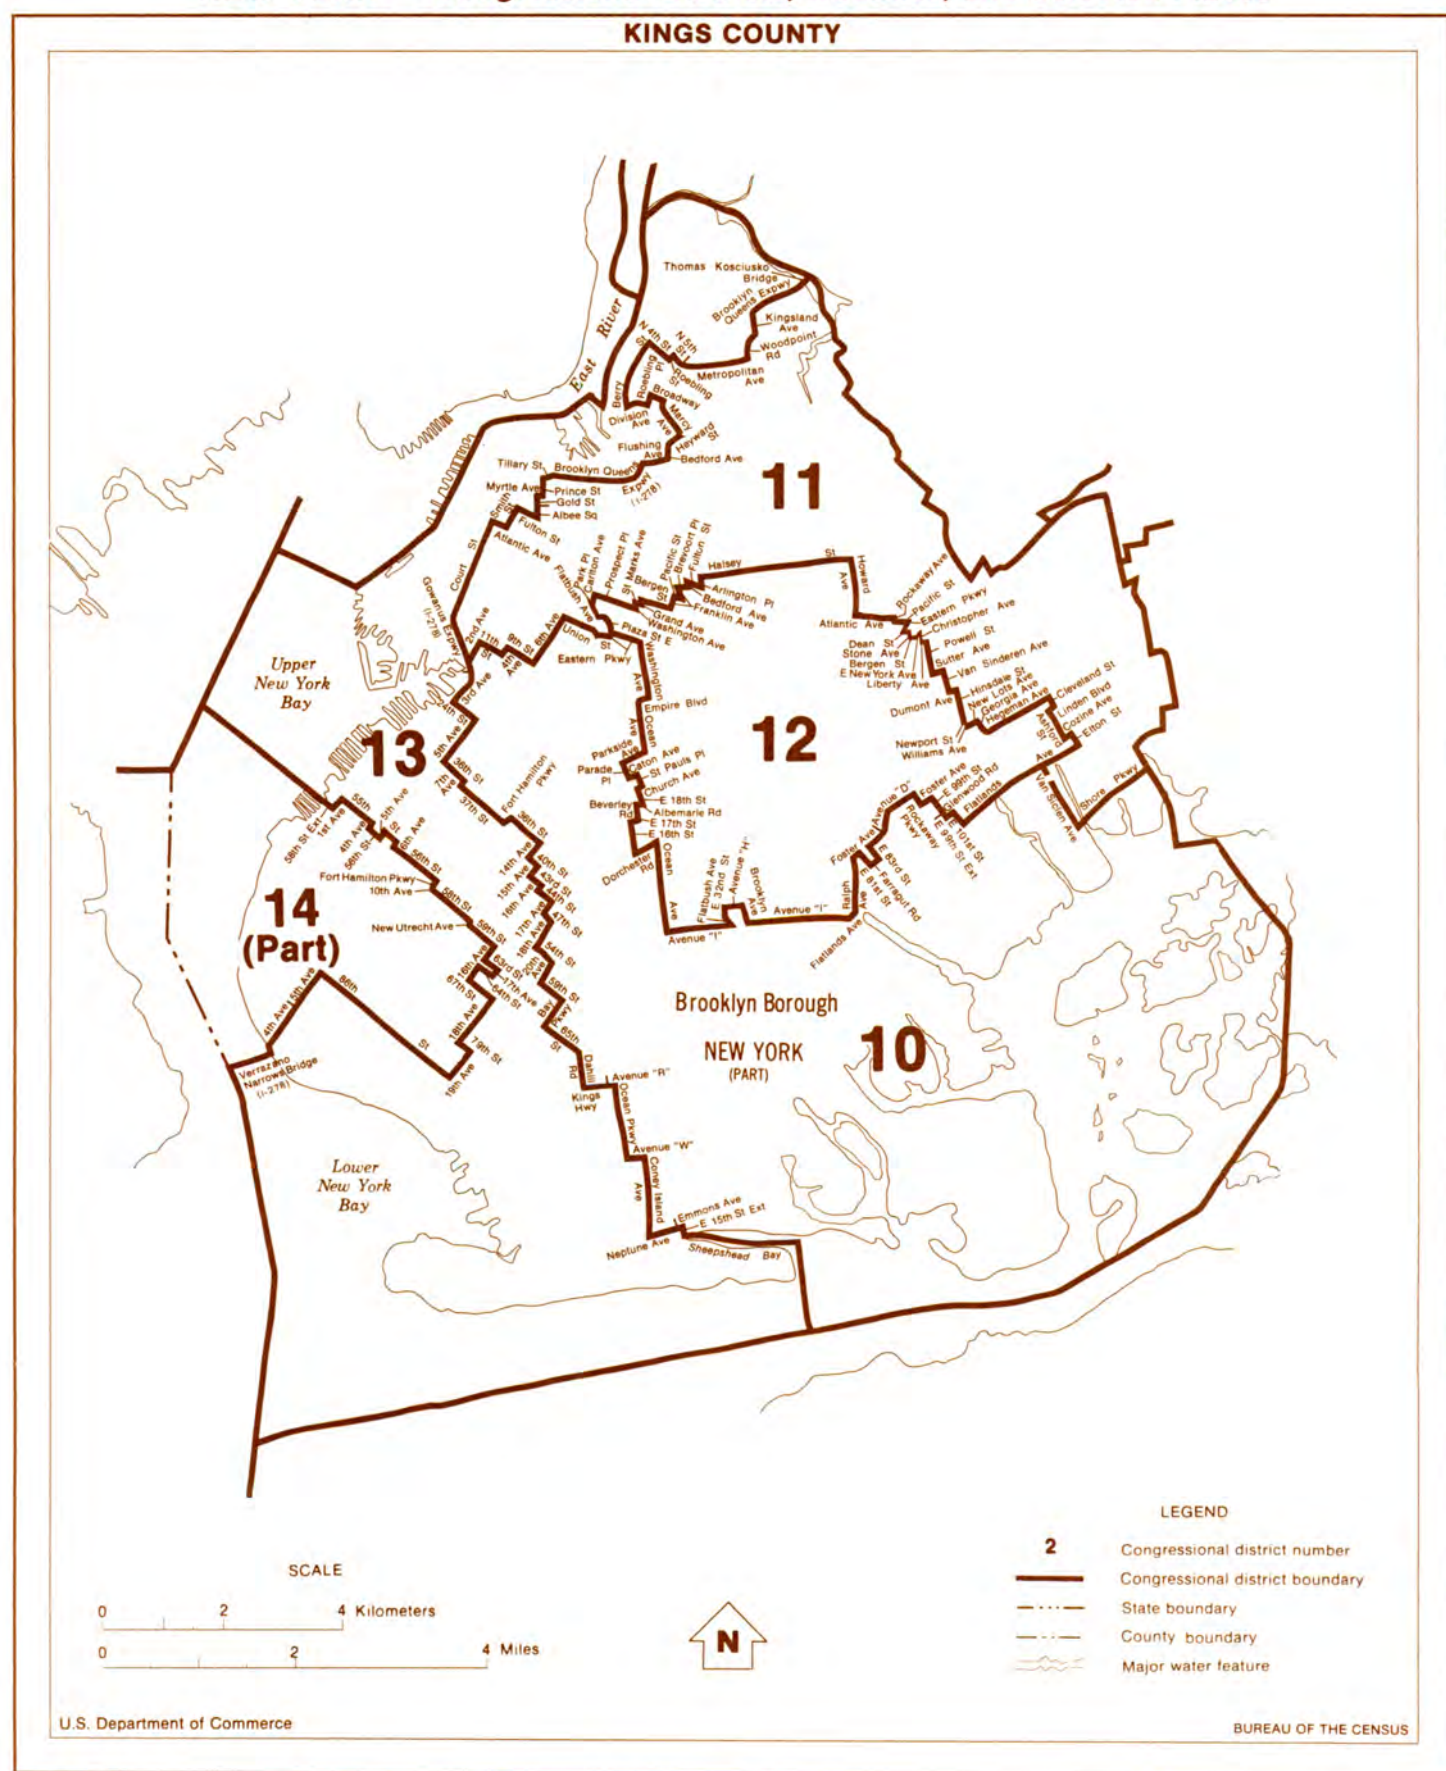 KINGS COUNTY
Thomas Kosciusko
Bridge
Brooklyn
Queens Expwy
Kingsland
Ave
Woodpoint
Rd
N 4th St
N 5th
St
Roebling
St
Metropolitan
Ave
East River
Berry
St
Roebling
Pl
Broadway
Division
Ave
Marcy
Ave
Heyward
St
Flushing
Ave
Bedford Ave
Tillary St
Brooklyn Queens
Expwy
(I-278)
Myrtle Ave
Prince St
Gold St
Albee Sq
Smith
St
Fulton St
Atlantic Ave
Court St
11
Flatbush Ave
Park Pl
Carlton Ave
Prospect Pl
St Marks Ave
Bergen
St
Pacific St
Brevoort Pl
Fulton St
Halsey St
Arlington Pl
Bedford Ave
Franklin Ave
Grand Ave
Washington Ave
Plaza St E
Howard
Ave
Atlantic Ave
Rockaway Ave
Pacific St
Eastern Pkwy
Christopher Ave
Dean St
Stone Ave
Bergen St
E New York Ave
Liberty Ave
Powell St
Sutter Ave
Van Sinderen Ave
Dumont Ave
Hinsdale St
New Lots Ave
Georgia Ave
Hegeman Ave
Cleveland St
Linden Blvd
Cozine Ave
Elton St
Ashford
St
Newport St
Williams Ave
Gowanus Expwy
(I-278)
2nd Ave
11th
St
9th St
4th
Ave
6th Ave
Union
St
Eastern Pkwy
3rd Ave
24th St
5th Ave
36th St
7th
Ave
37th St
Fort Hamilton
Pkwy
Washington
Ave
Empire Blvd
Ocean
Ave
Parkside
Ave
Parade
Pl
Caton Ave
St Pauls Pl
Church Ave
E 18th St
Beverley
Rd
Albemarle Rd
E 17th St
E 16th St
Dorchester
Rd
Ocean
Ave
Upper
New York
Bay
13
12
Avenue "D"
Foster Ave
E 99th St
Glenwood Rd
Flatlands Ave
Rockaway
Pkwy
E 101st St
E 99th St Ext
Van Siclen Ave
Shore Pkwy
Foster Ave
E 83rd St
Farragut Rd
E 81st St
Ralph
Ave
Flatlands Ave
Flatbush Ave
E 32nd St
Avenue "H"
Brooklyn
Ave
Avenue "I"
Avenue "I"
58th St Ext
1st Ave
55th
St
4th Ave
5th Ave
56th St
6th Ave
56th St
Fort Hamilton Pkwy
10th Ave
58th St
New Utrecht Ave
59th St
16th Ave
63rd St
17th Ave
64th St
67th St
18th Ave
79th St
19th Ave
36th St
14th Ave
40th St
15th Ave
43rd St
16th Ave
44th St
17th Ave
47th St
18th Ave
54th St
20th
Ave
59th St
Bay
Pkwy
65th
St
Dahill
Rd
Kings
Hwy
Avenue "R"
Ocean Pkwy
Avenue "W"
Coney Island
Ave
Emmons Ave
E 15th St Ext
Neptune Ave
Sheepshead Bay
14
(Part)
4th Ave
5th Ave
86th
St
Verrazano
Narrows Bridge
(I-278)
Brooklyn Borough
NEW YORK
(PART)
10
Lower
New York
Bay
LEGEND
2 Congressional district number
Congressional district boundary
State boundary
County boundary
Major water feature
SCALE
0 2 4 Kilometers
0 2 4 Miles
N
U.S. Department of Commerce
BUREAU OF THE CENSUS